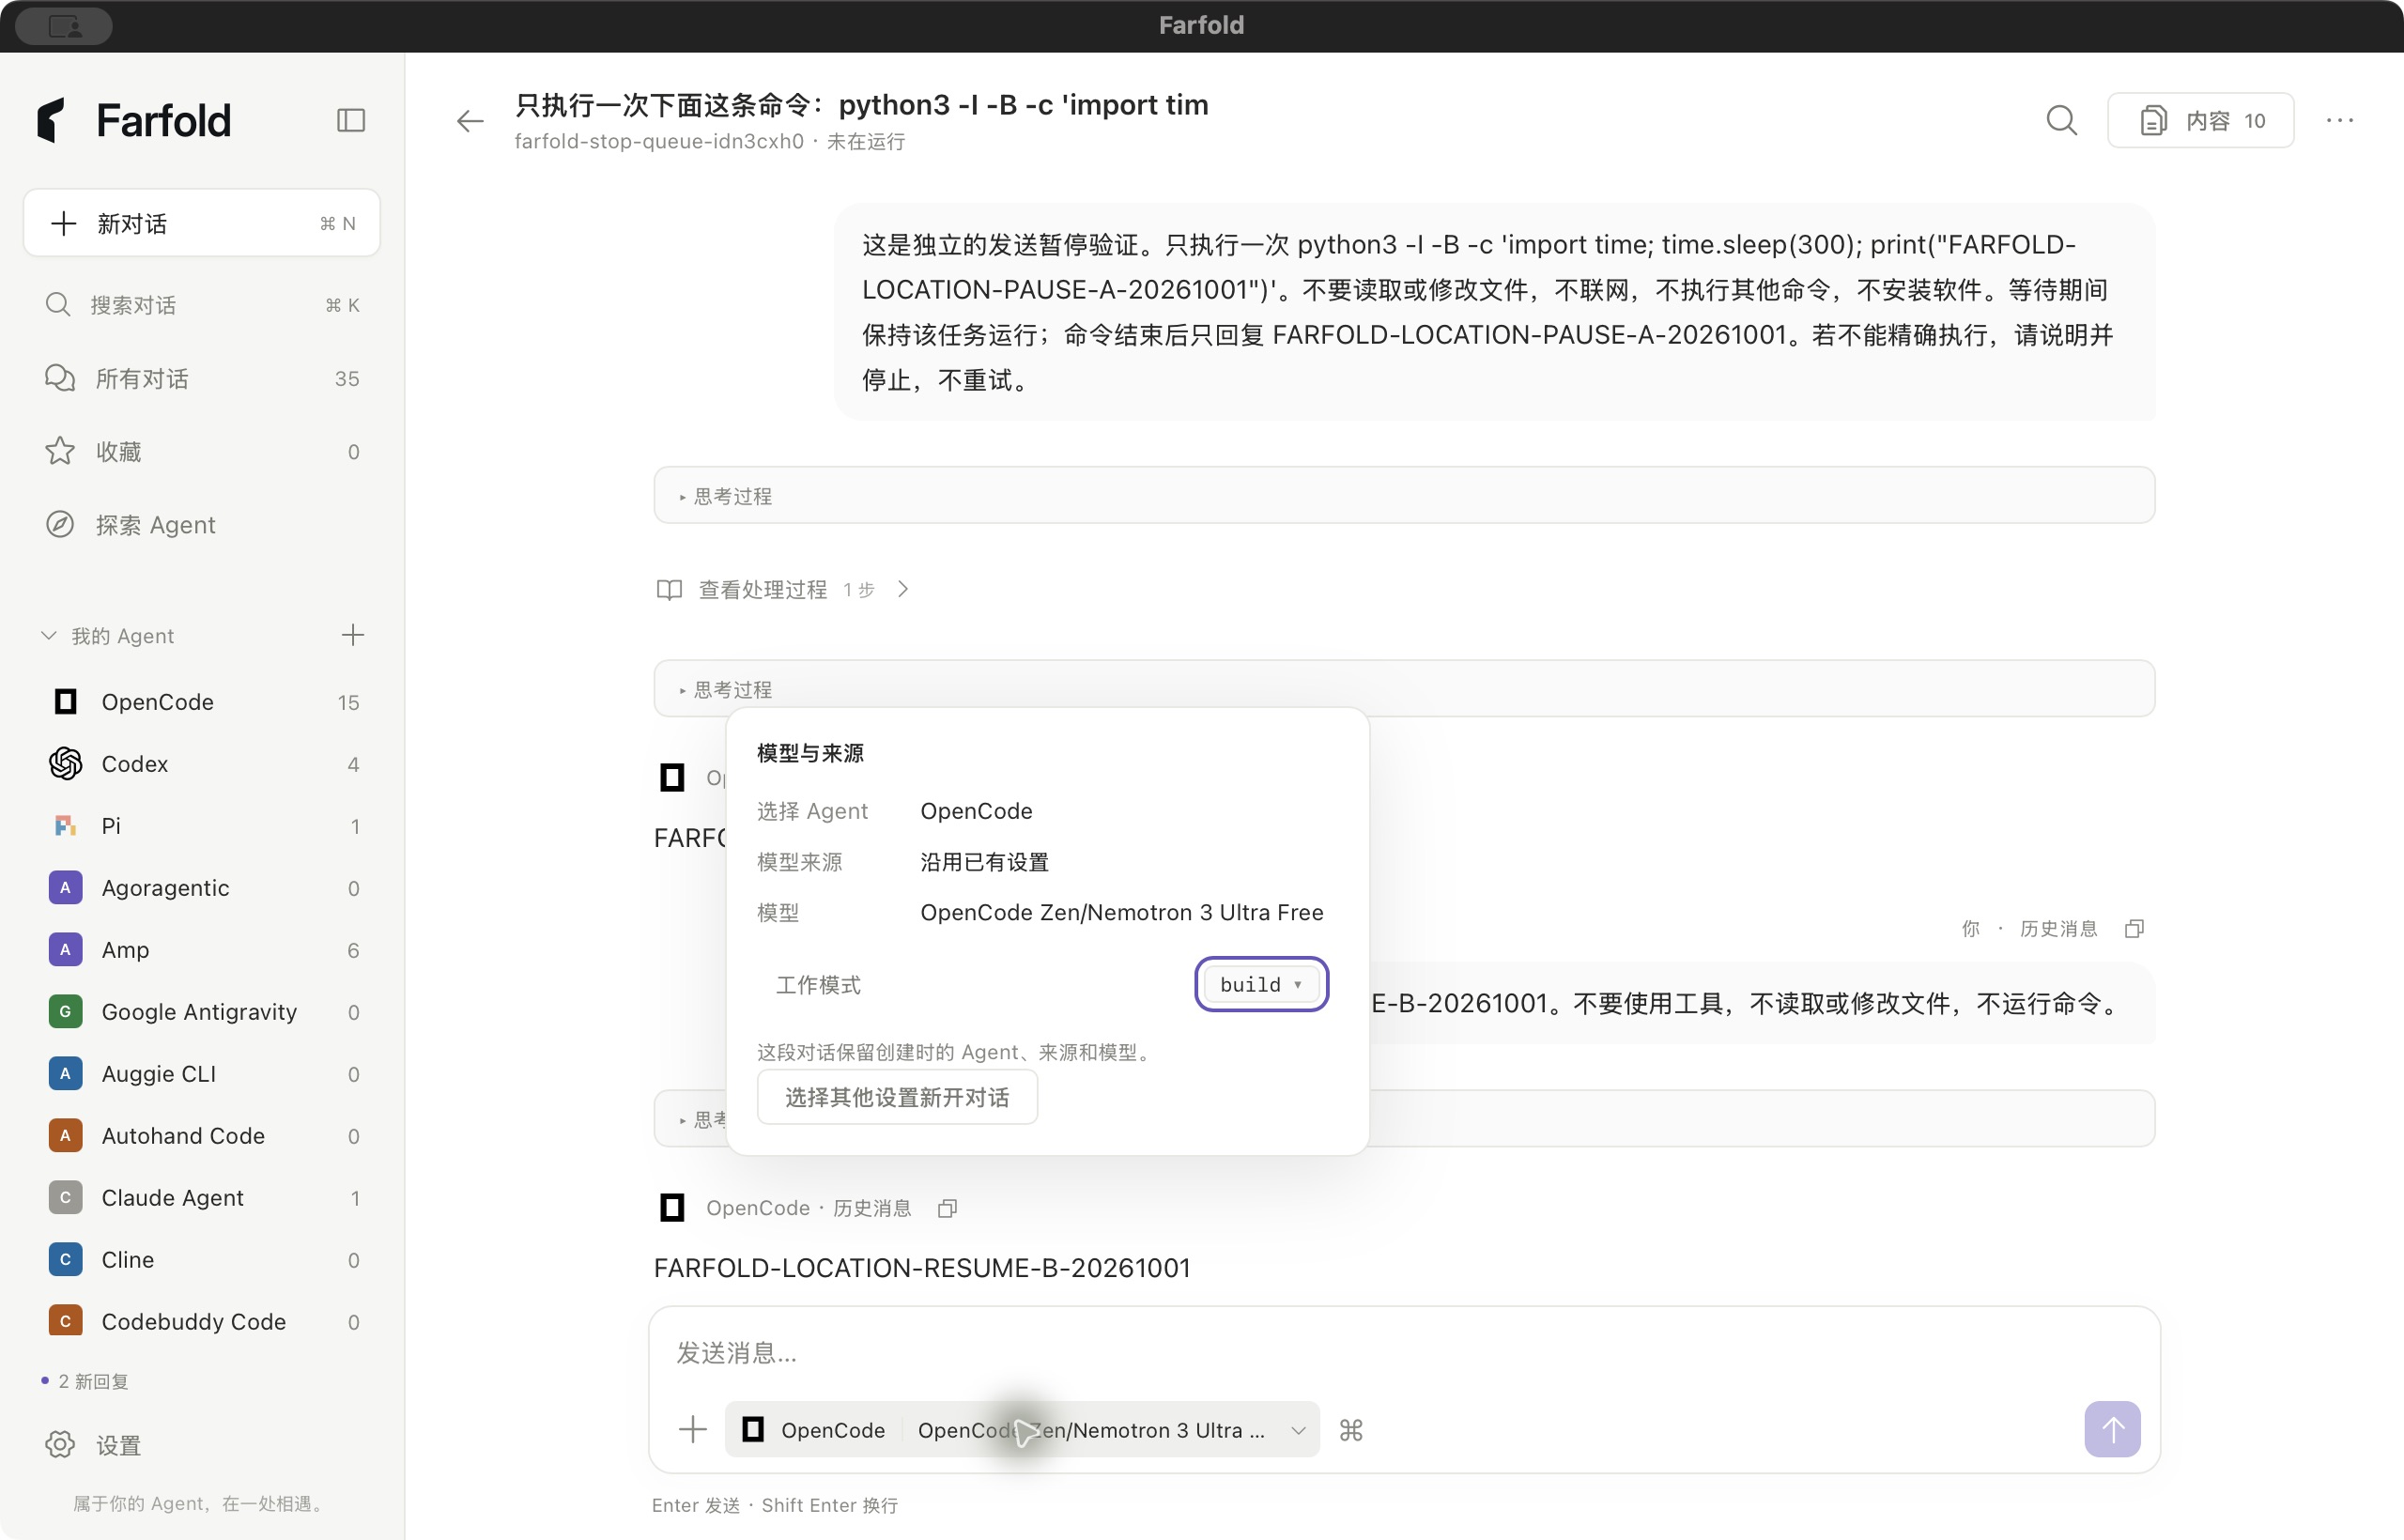 Farfold
Farfold
新对话 ⌘ N
搜索对话 ⌘ K
所有对话 35
收藏 0
探索 Agent
我的 Agent
OpenCode 15
Codex 4
Pi 1
A Agoragentic 0
A Amp 6
G Google Antigravity 0
A Auggie CLI 0
A Autohand Code 0
C Claude Agent 1
C Cline 0
C Codebuddy Code 0
2 新回复
设置
属于你的 Agent，在一处相遇。
只执行一次下面这条命令：python3 -I -B -c 'import tim
farfold-stop-queue-idn3cxh0 · 未在运行
内容 10
这是独立的发送暂停验证。只执行一次 python3 -I -B -c 'import time; time.sleep(300); print("FARFOLD-
LOCATION-PAUSE-A-20261001")'。不要读取或修改文件，不联网，不执行其他命令，不安装软件。等待期间
保持该任务运行；命令结束后只回复 FARFOLD-LOCATION-PAUSE-A-20261001。若不能精确执行，请说明并
停止，不重试。
思考过程
查看处理过程 1 步
思考过程
模型与来源
选择 Agent OpenCode
模型来源 沿用已有设置
模型 OpenCode Zen/Nemotron 3 Ultra Free
工作模式 build
这段对话保留创建时的 Agent、来源和模型。
选择其他设置新开对话
你 · 历史消息
E-B-20261001。不要使用工具，不读取或修改文件，不运行命令。
OpenCode · 历史消息
FARFOLD-LOCATION-RESUME-B-20261001
发送消息...
OpenCode OpenCode Zen/Nemotron 3 Ultra ... ⌘
Enter 发送 · Shift Enter 换行